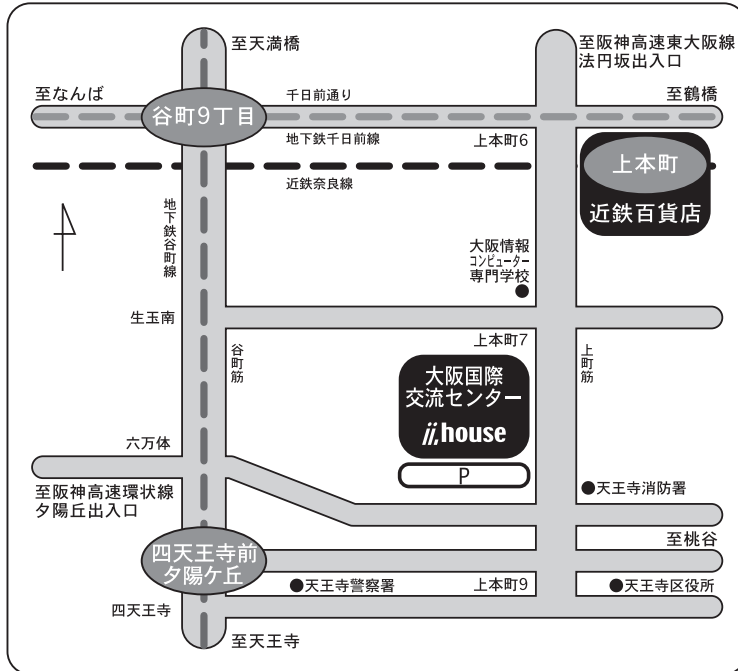 至天満橋
至阪神高速東大阪線
法円坂出入口
至なんば
千日前通り
至鶴橋
谷町9丁目
地下鉄千日前線
上本町6
上本町
近鉄奈良線
近鉄百貨店
地下鉄谷町線
大阪情報
コンピューター
専門学校
生玉南
上本町7
谷町筋
上町筋
大阪国際
交流センター
ii,house
六万体
P
至阪神高速環状線
夕陽丘出入口
天王寺消防署
至桃谷
四天王寺前
夕陽ケ丘
天王寺警察署
上本町9
天王寺区役所
四天王寺
至天王寺